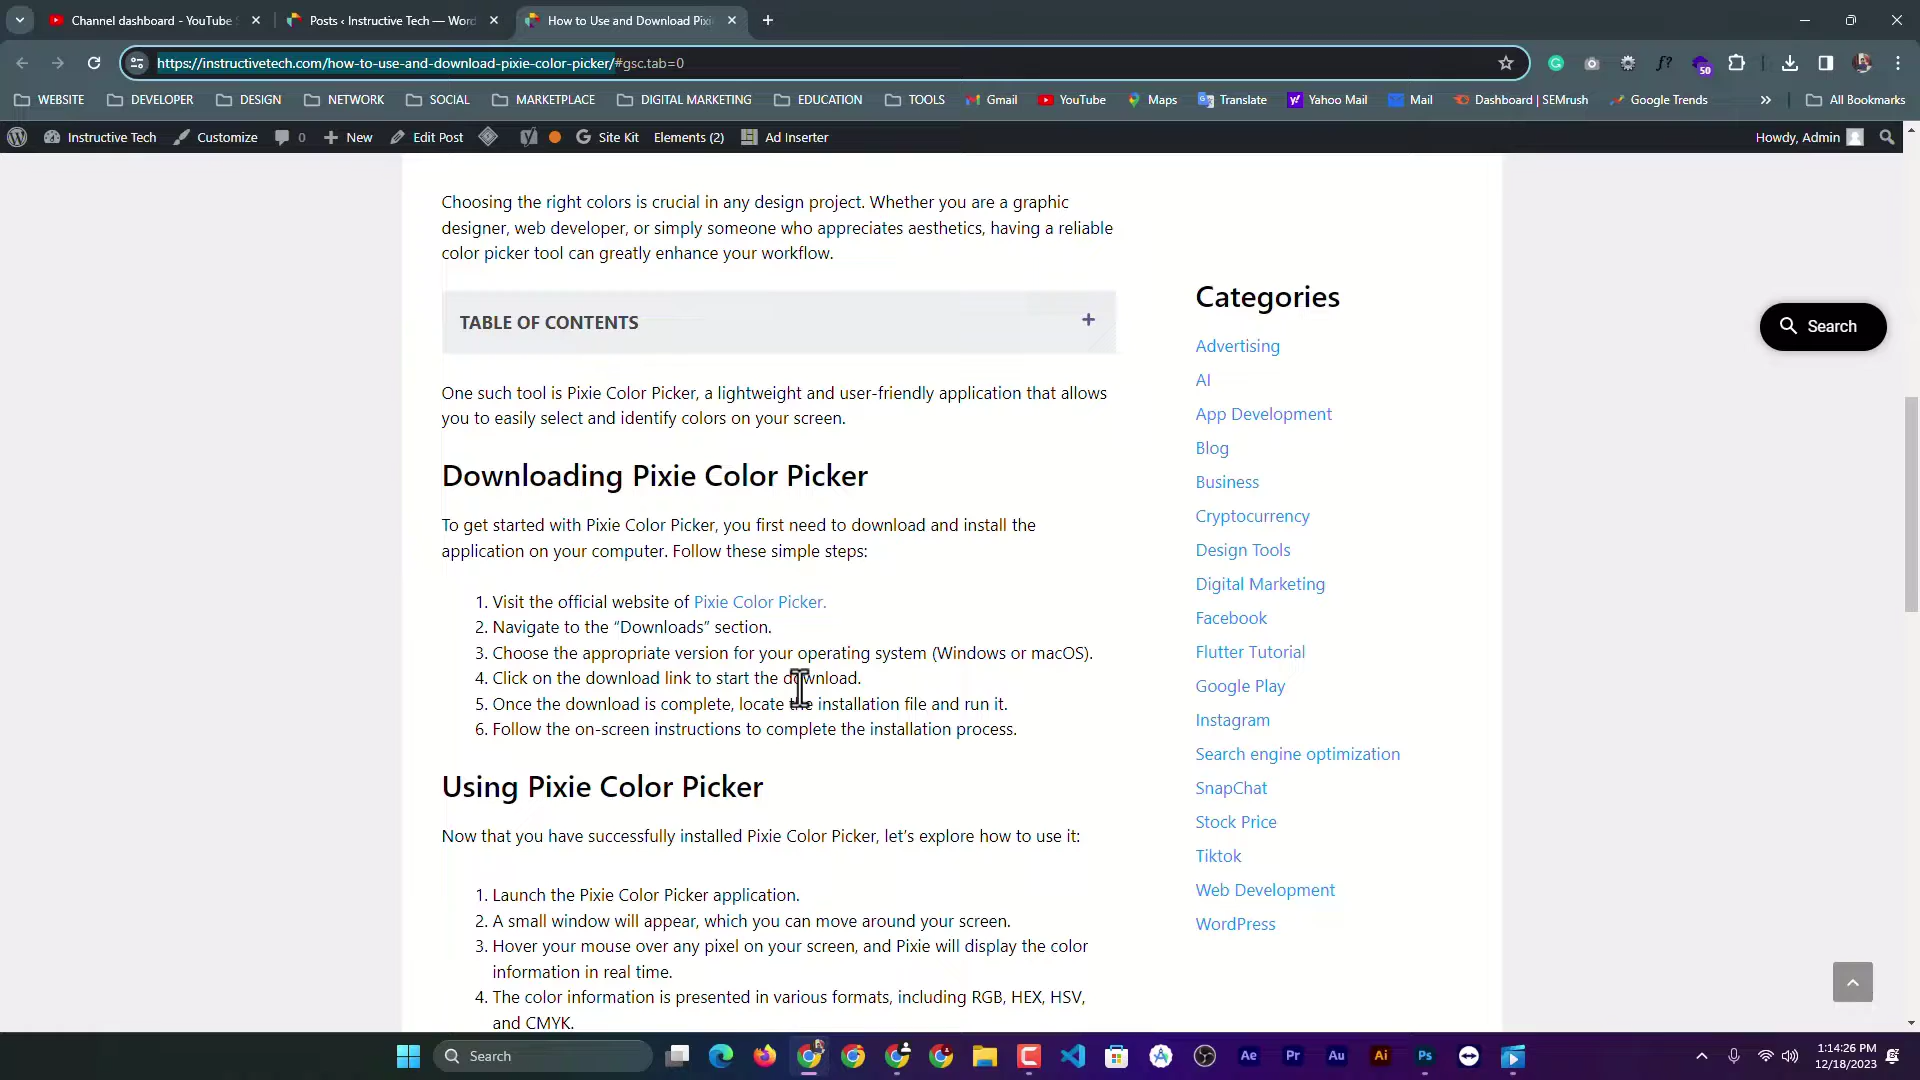 Channel dashboard - YouTube
Posts ‹ Instructive Tech — Word
How to Use and Download Pixi
https://instructivetech.com/how-to-use-and-download-pixie-color-picker/#gsc.tab=0
f?
50
WEBSITE
DEVELOPER
DESIGN
NETWORK
SOCIAL
MARKETPLACE
DIGITAL MARKETING
EDUCATION
TOOLS
Gmail
YouTube
Maps
Translate
Yahoo Mail
Mail
Dashboard | SEMrush
Google Trends
»
All Bookmarks
Instructive Tech
Customize
0
New
Edit Post
Site Kit
Elements (2)
Ad Inserter
Howdy, Admin
Choosing the right colors is crucial in any design project. Whether you are a graphic
designer, web developer, or simply someone who appreciates aesthetics, having a reliable
color picker tool can greatly enhance your workflow.
TABLE OF CONTENTS
+
One such tool is Pixie Color Picker, a lightweight and user-friendly application that allows
you to easily select and identify colors on your screen.
Downloading Pixie Color Picker
To get started with Pixie Color Picker, you first need to download and install the
application on your computer. Follow these simple steps:
1. Visit the official website of Pixie Color Picker.
2. Navigate to the “Downloads” section.
3. Choose the appropriate version for your operating system (Windows or macOS).
4. Click on the download link to start the download.
5. Once the download is complete, locate the installation file and run it.
6. Follow the on-screen instructions to complete the installation process.
Using Pixie Color Picker
Now that you have successfully installed Pixie Color Picker, let’s explore how to use it:
1. Launch the Pixie Color Picker application.
2. A small window will appear, which you can move around your screen.
3. Hover your mouse over any pixel on your screen, and Pixie will display the color
information in real time.
4. The color information is presented in various formats, including RGB, HEX, HSV,
and CMYK.
Categories
Advertising
AI
App Development
Blog
Business
Cryptocurrency
Design Tools
Digital Marketing
Facebook
Flutter Tutorial
Google Play
Instagram
Search engine optimization
SnapChat
Stock Price
Tiktok
Web Development
WordPress
Search
Search
Ae
Pr
Au
Ai
Ps
1:14:26 PM
12/18/2023